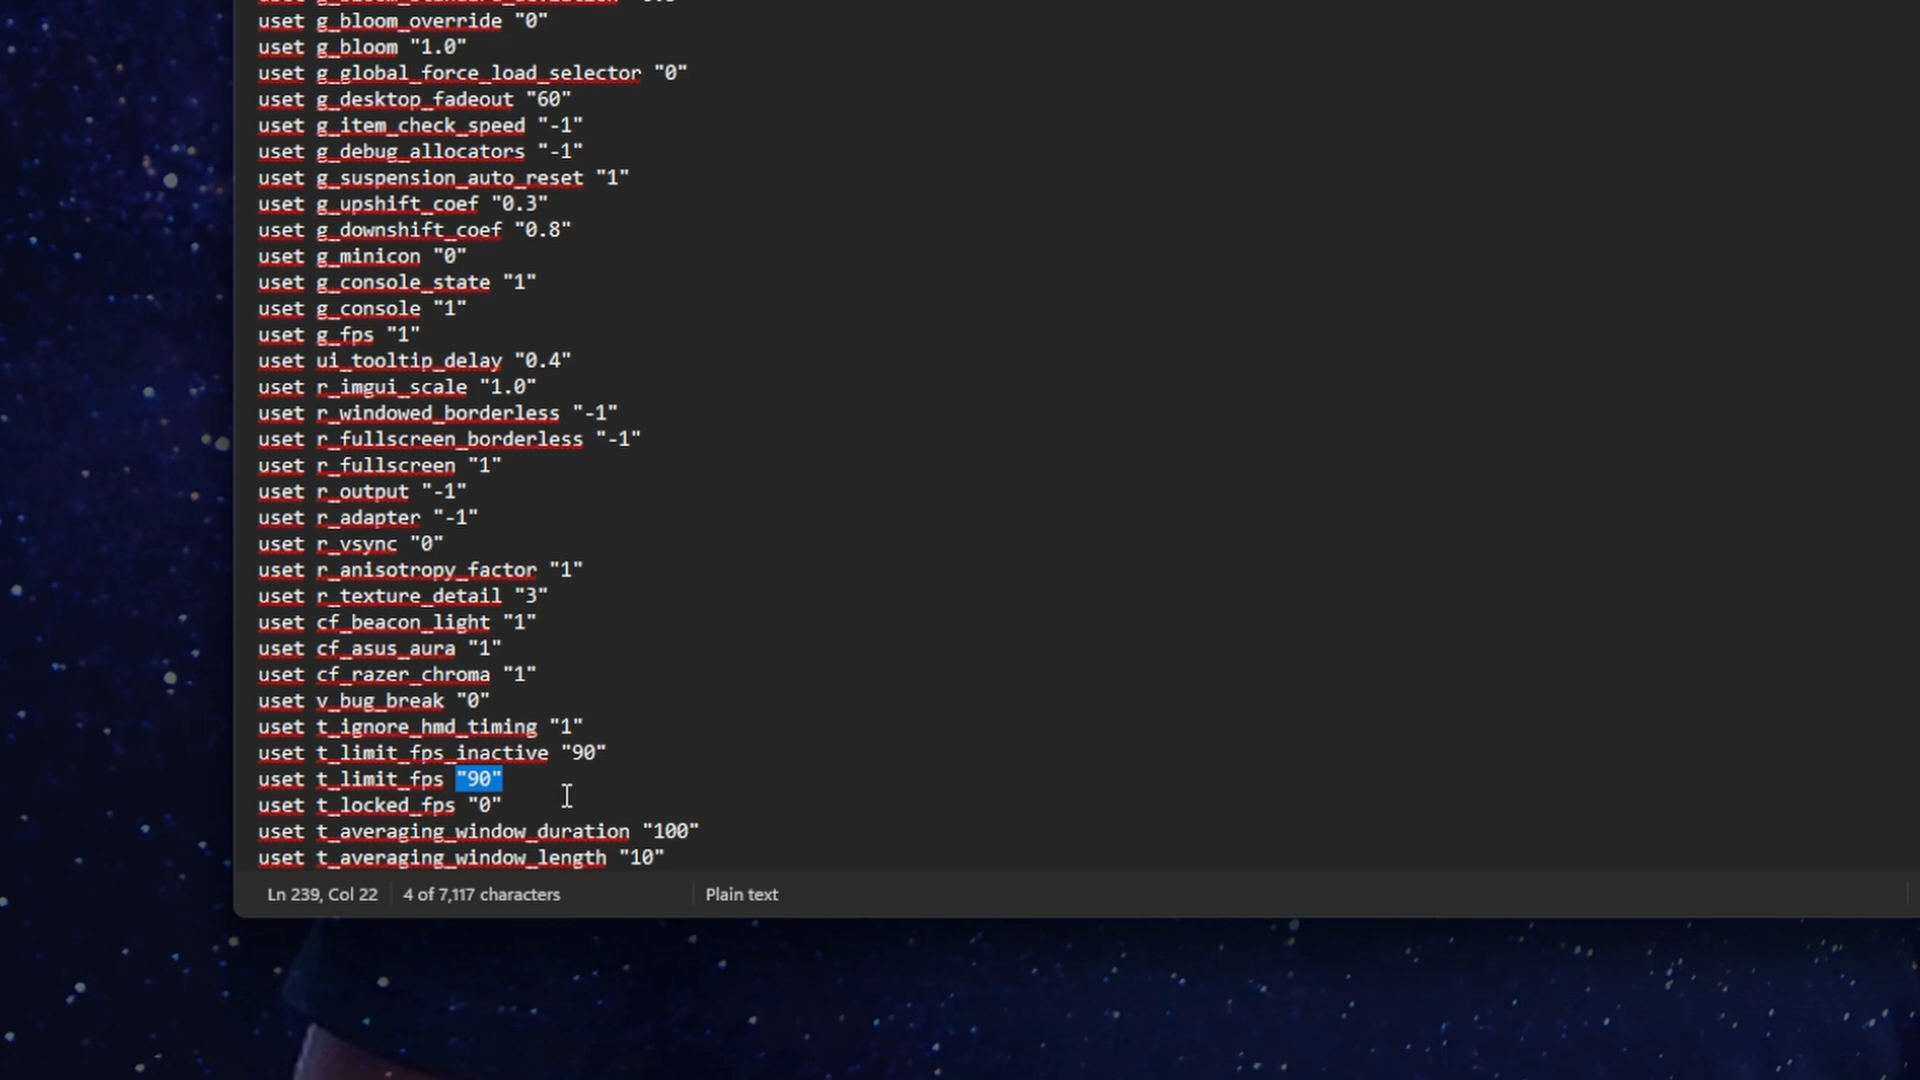 uset g_bloom_override "0"
uset g_bloom "1.0"
uset g_global_force_load_selector "0"
uset g_desktop_fadeout "60"
uset g_item_check_speed "-1"
uset g_debug_allocators "-1"
uset g_suspension_auto_reset "1"
uset g_upshift_coef "0.3"
uset g_downshift_coef "0.8"
uset g_minicon "0"
uset g_console_state "1"
uset g_console "1"
uset g_fps "1"
uset ui_tooltip_delay "0.4"
uset r_imgui_scale "1.0"
uset r_windowed_borderless "-1"
uset r_fullscreen_borderless "-1"
uset r_fullscreen "1"
uset r_output "-1"
uset r_adapter "-1"
uset r_vsync "0"
uset r_anisotropy_factor "1"
uset r_texture_detail "3"
uset cf_beacon_light "1"
uset cf_asus_aura "1"
uset cf_razer_chroma "1"
uset v_bug_break "0"
uset t_ignore_hmd_timing "1"
uset t_limit_fps_inactive "90"
uset t_limit_fps "90"
uset t_locked_fps "0"
uset t_averaging_window_duration "100"
uset t_averaging_window_length "10"
Ln 239, Col 22 4 of 7,117 characters Plain text